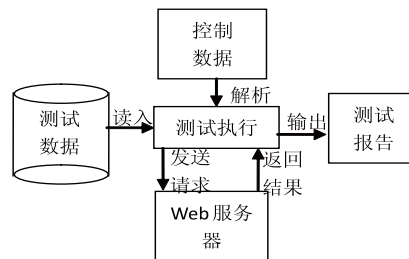 控制
数据
解析
测试
数据
读入
测试执行
输出
测试
报告
发送
请求
返回
结果
Web服务
器